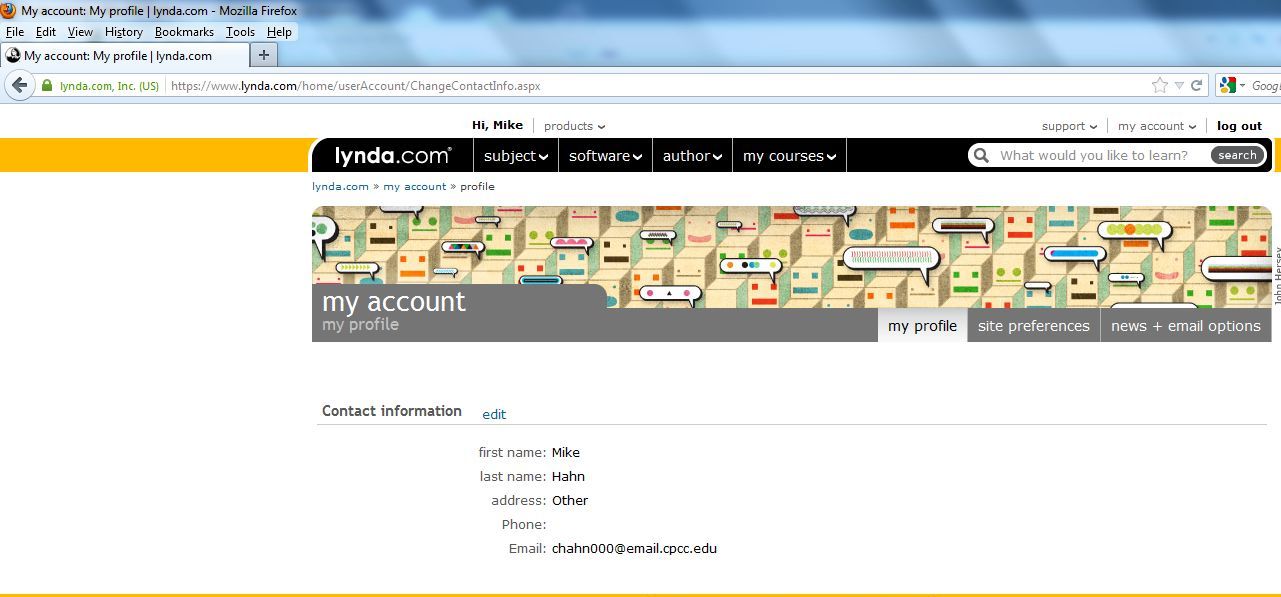 My account: My profile | lynda.com - Mozilla Firefox
File Edit View History Bookmarks Tools Help
My account: My profile | lynda.com
lynda.com, Inc. (US) https://www.lynda.com/home/userAccount/ChangeContactInfo.aspx
Hi, Mike products support my account log out
lynda.com® subject software author my courses What would you like to learn? search
lynda.com » my account » profile
John Hersey
my account
my profile
my profile site preferences news + email options
Contact information edit
first name: Mike
last name: Hahn
address: Other
Phone:
Email: chahn000@email.cpcc.edu